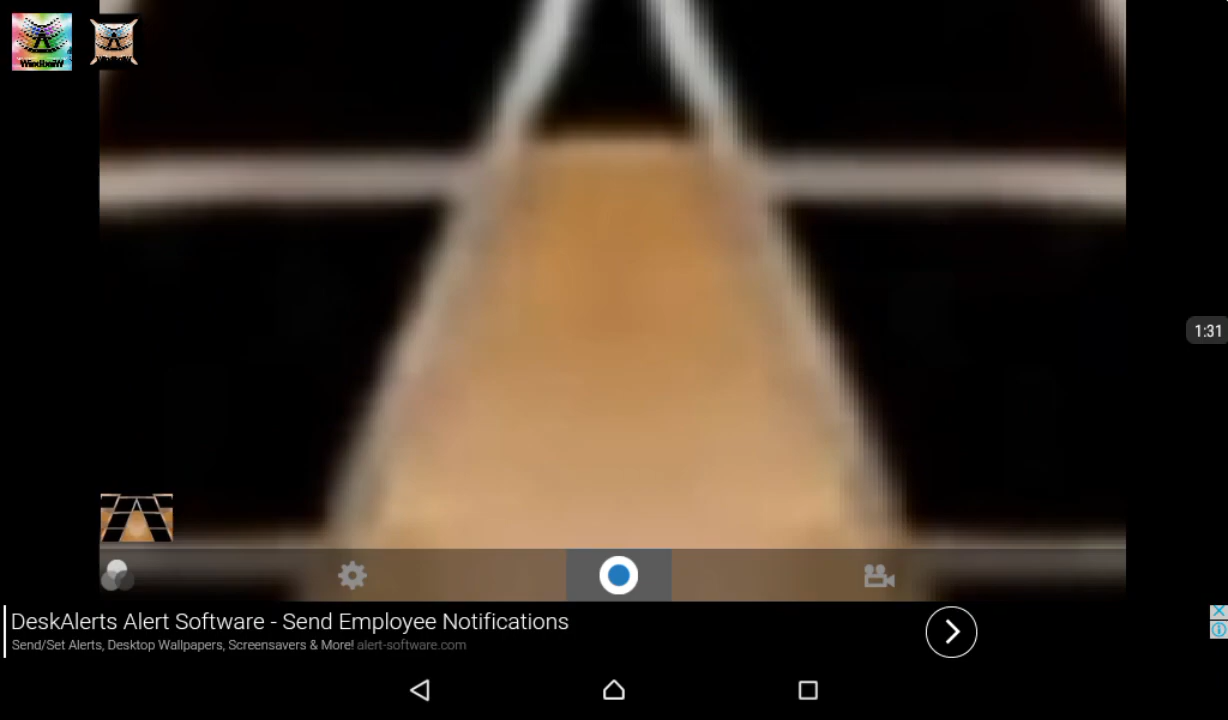 1:31
DeskAlerts Alert Software - Send Employee Notifications
Send/Set Alerts, Desktop Wallpapers, Screensavers & More! alert-software.com